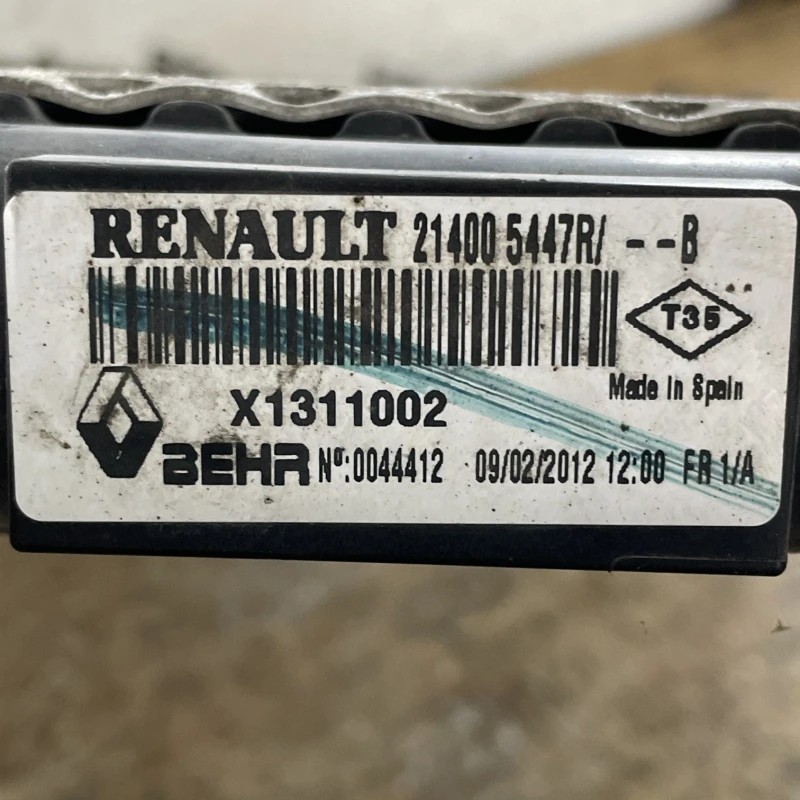 RENAULT 21400 5447R/ --B
T35
Made In Spain
X1311002
BEHR Nº:0044412 09/02/2012 12:00 FR 1/A